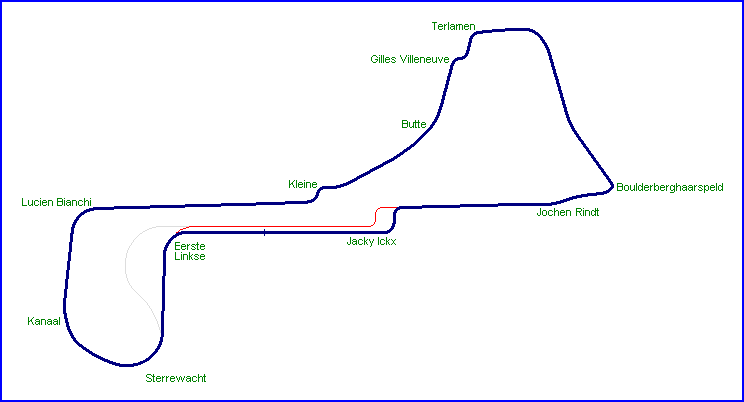 Terlamen
Gilles Villeneuve
Butte
Kleine
Boulderberghaarspeld
Lucien Bianchi
Jochen Rindt
Jacky Ickx
Eerste
Linkse
Kanaal
Sterrewacht